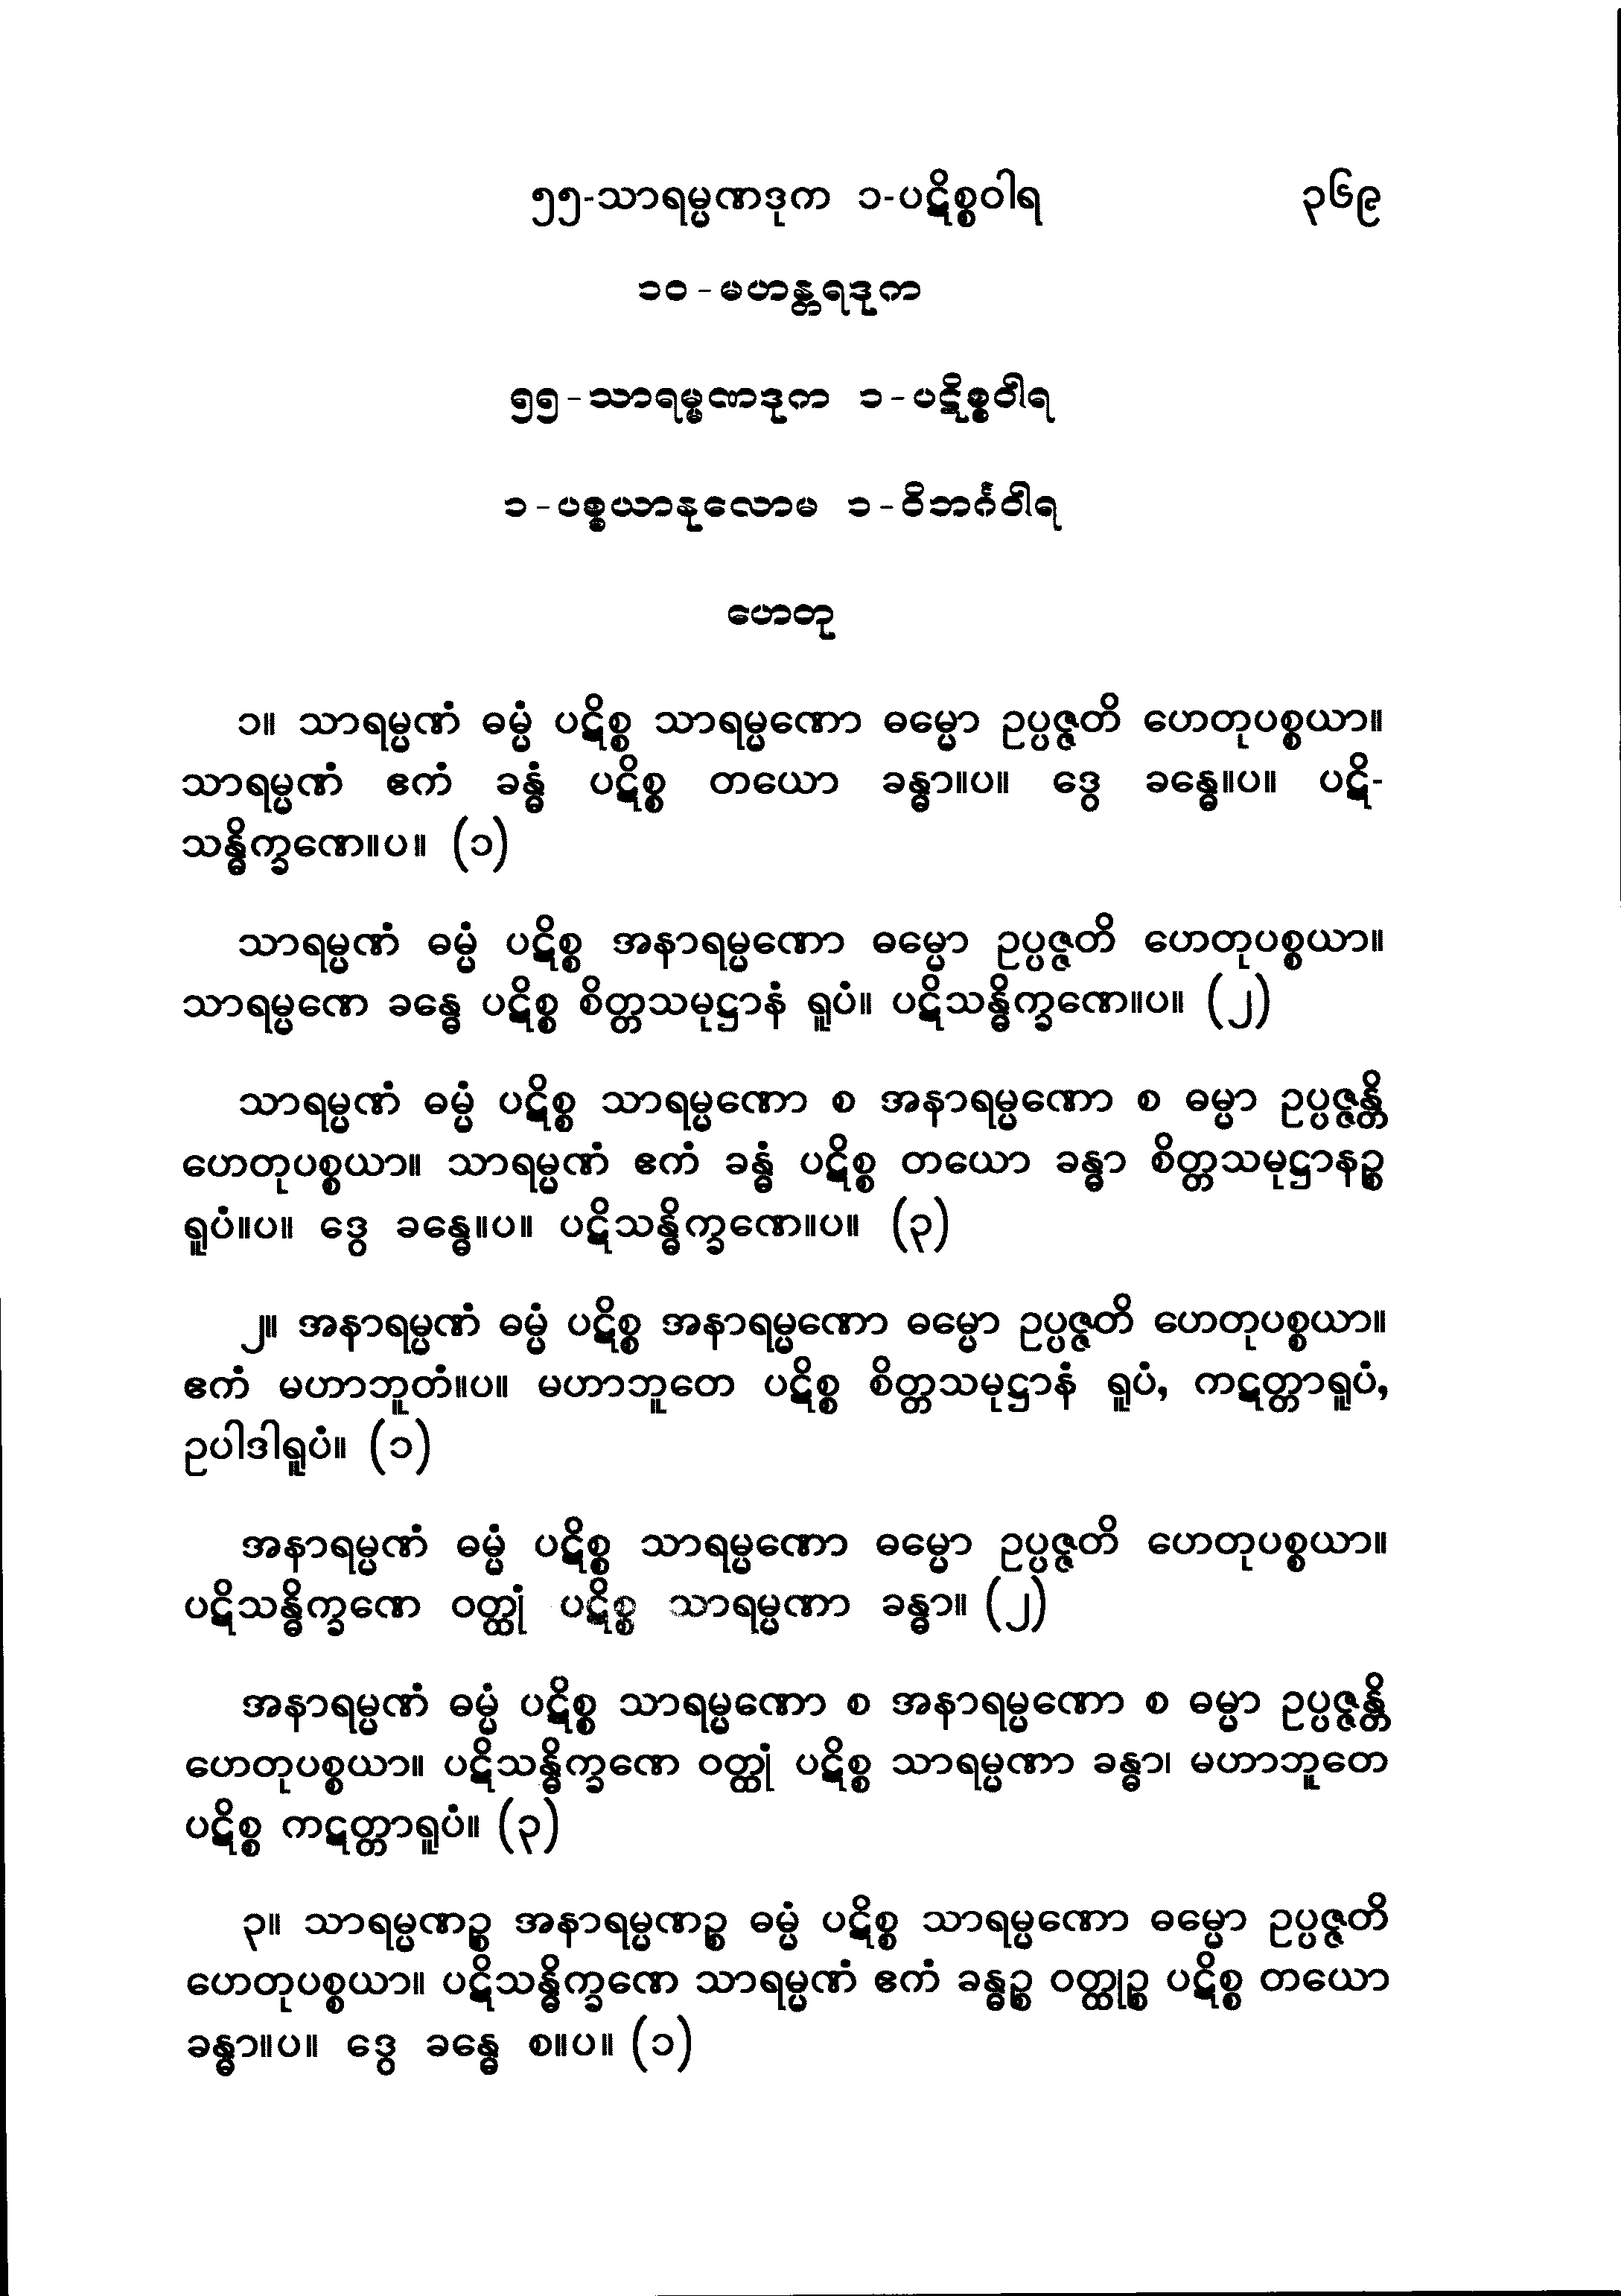 ၅၅-သာရမ္မဏဒုက ၁-ပဋိစ္စဝါရ ၃၆၉
၁၀-မဟန္တရဒုက
၅၅-သာရမ္မဏဒုက ၁-ပဋိစ္စဝါရ
၁-ပစ္စယာနုလောမ ၁-ဝိဘင်္ဂဝါရ
ဟေတု
၁။ သာရမ္မဏံ ဓမ္မံ ပဋိစ္စ သာရမ္မဏော ဓမ္မော ဥပ္ပဇ္ဇတိ ဟေတုပစ္စယာ။
သာရမ္မဏံ ဧကံ ခန္ဓံ ပဋိစ္စ တယော ခန္ဓာ။ပ။ ဒွေ ခန္ဓေ။ပ။ ပဋိ-
သန္ဓိက္ခဏေ။ပ။ (၁)
သာရမ္မဏံ ဓမ္မံ ပဋိစ္စ အနာရမ္မဏော ဓမ္မော ဥပ္ပဇ္ဇတိ ဟေတုပစ္စယာ။
သာရမ္မဏေ ခန္ဓေ ပဋိစ္စ စိတ္တသမုဋ္ဌာနံ ရူပံ။ ပဋိသန္ဓိက္ခဏေ။ပ။ (၂)
သာရမ္မဏံ ဓမ္မံ ပဋိစ္စ သာရမ္မဏော စ အနာရမ္မဏော စ ဓမ္မာ ဥပ္ပဇ္ဇန္တိ
ဟေတုပစ္စယာ။ သာရမ္မဏံ ဧကံ ခန္ဓံ ပဋိစ္စ တယော ခန္ဓာ စိတ္တသမုဋ္ဌာနဉ္စ
ရူပံ။ပ။ ဒွေ ခန္ဓေ။ပ။ ပဋိသန္ဓိက္ခဏေ။ပ။ (၃)
၂။ အနာရမ္မဏံ ဓမ္မံ ပဋိစ္စ အနာရမ္မဏော ဓမ္မော ဥပ္ပဇ္ဇတိ ဟေတုပစ္စယာ။
ဧကံ မဟာဘူတံ။ပ။ မဟာဘူတေ ပဋိစ္စ စိတ္တသမုဋ္ဌာနံ ရူပံ, ကဋတ္တာရူပံ,
ဥပါဒါရူပံ။ (၁)
အနာရမ္မဏံ ဓမ္မံ ပဋိစ္စ သာရမ္မဏော ဓမ္မော ဥပ္ပဇ္ဇတိ ဟေတုပစ္စယာ။
ပဋိသန္ဓိက္ခဏေ ဝတ္ထုံ ပဋိစ္စ သာရမ္မဏာ ခန္ဓာ။ (၂)
အနာရမ္မဏံ ဓမ္မံ ပဋိစ္စ သာရမ္မဏော စ အနာရမ္မဏော စ ဓမ္မာ ဥပ္ပဇ္ဇန္တိ
ဟေတုပစ္စယာ။ ပဋိသန္ဓိက္ခဏေ ဝတ္ထုံ ပဋိစ္စ သာရမ္မဏာ ခန္ဓာ၊ မဟာဘူတေ
ပဋိစ္စ ကဋတ္တာရူပံ။ (၃)
၃။ သာရမ္မဏဉ္စ အနာရမ္မဏဉ္စ ဓမ္မံ ပဋိစ္စ သာရမ္မဏော ဓမ္မော ဥပ္ပဇ္ဇတိ
ဟေတုပစ္စယာ။ ပဋိသန္ဓိက္ခဏေ သာရမ္မဏံ ဧကံ ခန္ဓဉ္စ ဝတ္ထုဉ္စ ပဋိစ္စ တယော
ခန္ဓာ။ပ။ ဒွေ ခန္ဓေ စ။ပ။ (၁)